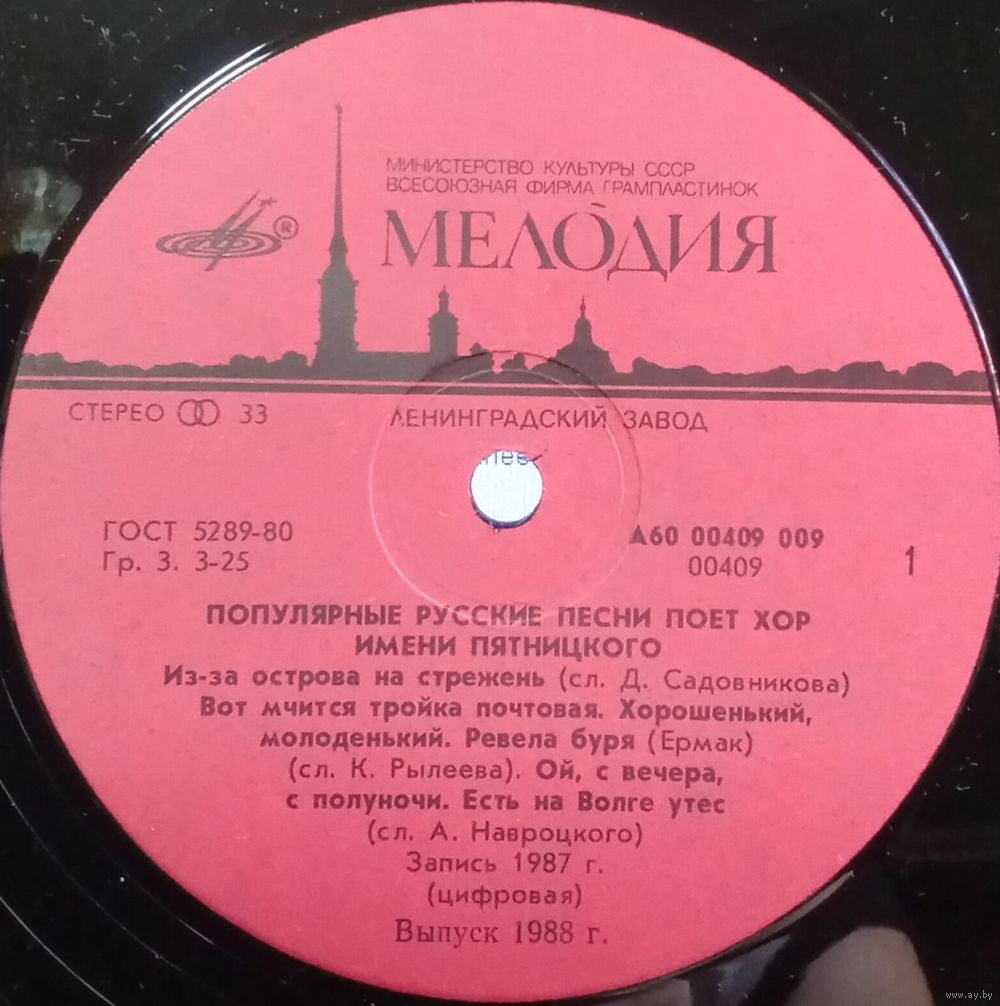 МИНИСТЕРСТВО КУЛЬТУРЫ СССР
ВСЕСОЮЗНАЯ ФИРМА ГРАМПЛАСТИНОК
МЕЛОДИЯ
®
СТЕРЕО 33
ЛЕНИНГРАДСКИЙ ЗАВОД
ГОСТ 5289-80
Гр. 3. 3-25
А60 00409 009
00409
1
ПОПУЛЯРНЫЕ РУССКИЕ ПЕСНИ ПОЕТ ХОР
ИМЕНИ ПЯТНИЦКОГО
Из-за острова на стрежень (сл. Д. Садовникова)
Вот мчится тройка почтовая. Хорошенький,
молоденький. Ревела буря (Ермак)
(сл. К. Рылеева). Ой, с вечера,
с полуночи. Есть на Волге утес
(сл. А. Навроцкого)
Запись 1987 г.
(цифровая)
Выпуск 1988 г.
www.ay.by